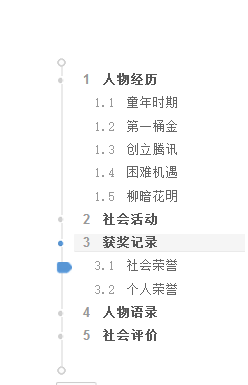 1 人物经历
1.1 童年时期
1.2 第一桶金
1.3 创立腾讯
1.4 困难机遇
1.5 柳暗花明
2 社会活动
3 获奖记录
3.1 社会荣誉
3.2 个人荣誉
4 人物语录
5 社会评价